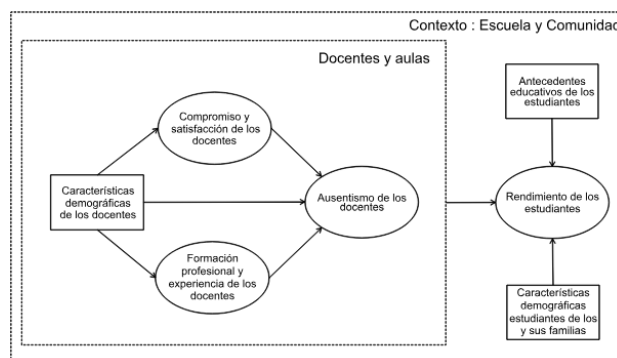 Contexto : Escuela y Comunidad
Docentes y aulas
Compromiso y
satisfacción de los
docentes
Características
demográficas
de los docentes
Ausentismo de los
docentes
Formación
profesional y
experiencia de los
docentes
Antecedentes
educativos de los
estudiantes
Rendimiento de los
estudiantes
Características
demográficas
estudiantes de los
y sus familias